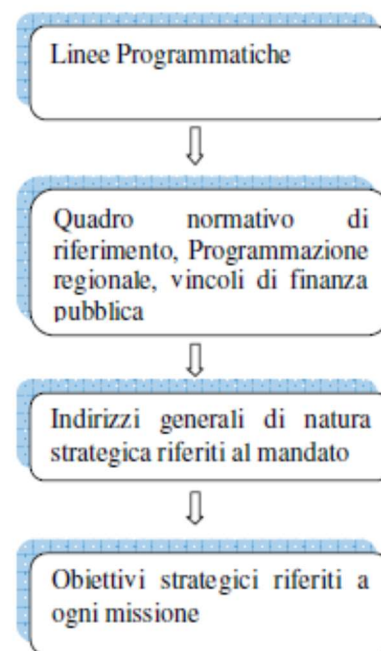 Linee Programmatiche
Quadro normativo di
riferimento, Programmazione
regionale, vincoli di finanza
pubblica
Indirizzi generali di natura
strategica riferiti al mandato
Obiettivi strategici riferiti a
ogni missione